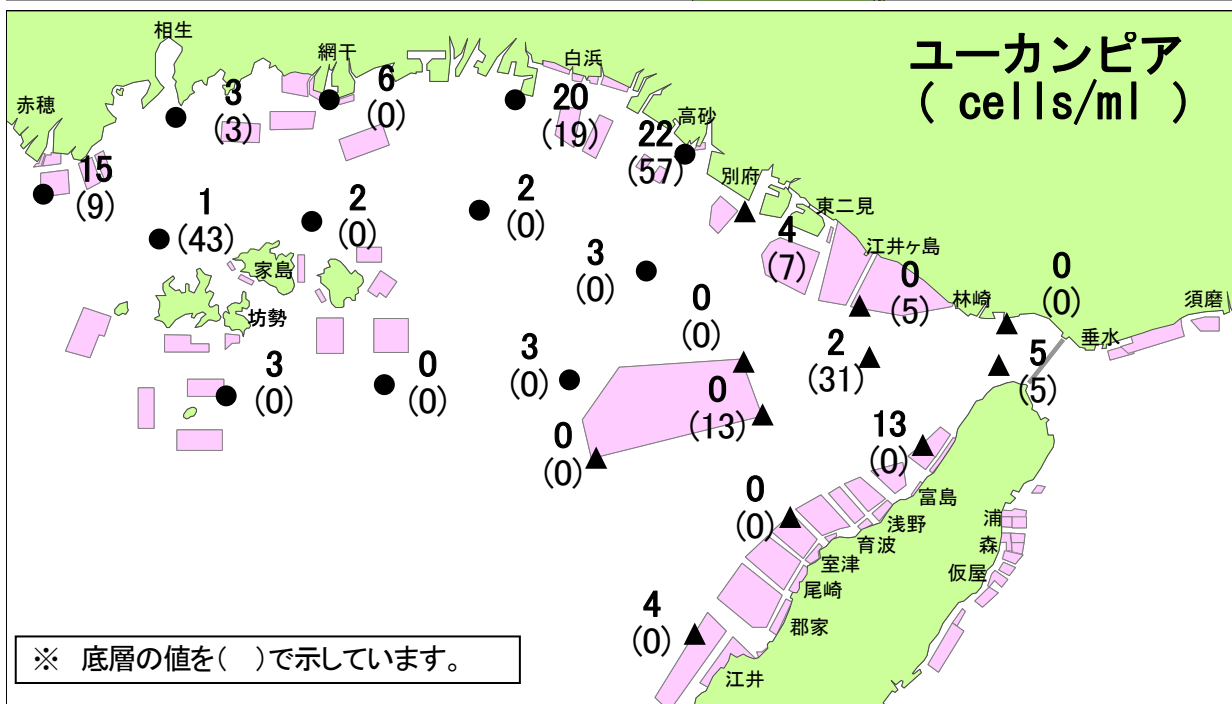 ユーカンピア
( cells/ml )
相生
網干
白浜
赤穂
高砂
別府
東二見
江井ヶ島
林崎
須磨
垂水
家島
坊勢
富島
浅野
育波
室津
尾崎
郡家
江井
浦
森
仮屋
3
(3)
6
(0)
20
(19)
22
(57)
15
(9)
1
(43)
2
(0)
2
(0)
3
(0)
4
(7)
0
(5)
0
(0)
0
(0)
2
(31)
5
(5)
3
(0)
0
(0)
3
(0)
0
(13)
0
(0)
13
(0)
0
(0)
4
(0)
※ 底層の値を( )で示しています。